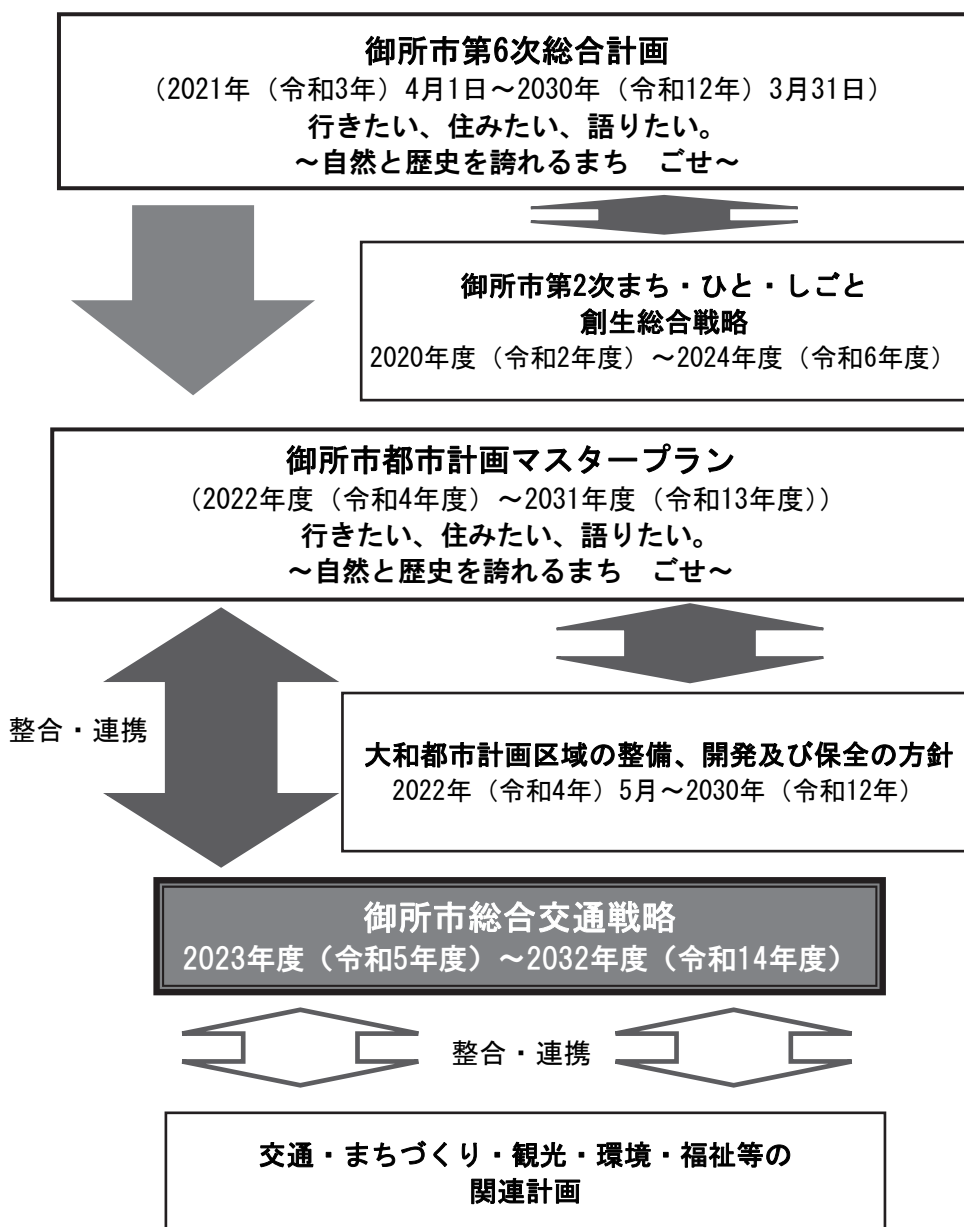 御所市第6次総合計画
（2021年（令和3年）4月1日～2030年（令和12年）3月31日）
行きたい、住みたい、語りたい。
～自然と歴史を誇れるまち　ごせ～
御所市第2次まち・ひと・しごと
創生総合戦略
2020年度（令和2年度）～2024年度（令和6年度）
御所市都市計画マスタープラン
（2022年度（令和4年度）～2031年度（令和13年度））
行きたい、住みたい、語りたい。
～自然と歴史を誇れるまち　ごせ～
整合・連携
大和都市計画区域の整備、開発及び保全の方針
2022年（令和4年）5月～2030年（令和12年）
御所市総合交通戦略
2023年度（令和5年度）～2032年度（令和14年度）
整合・連携
交通・まちづくり・観光・環境・福祉等の
関連計画